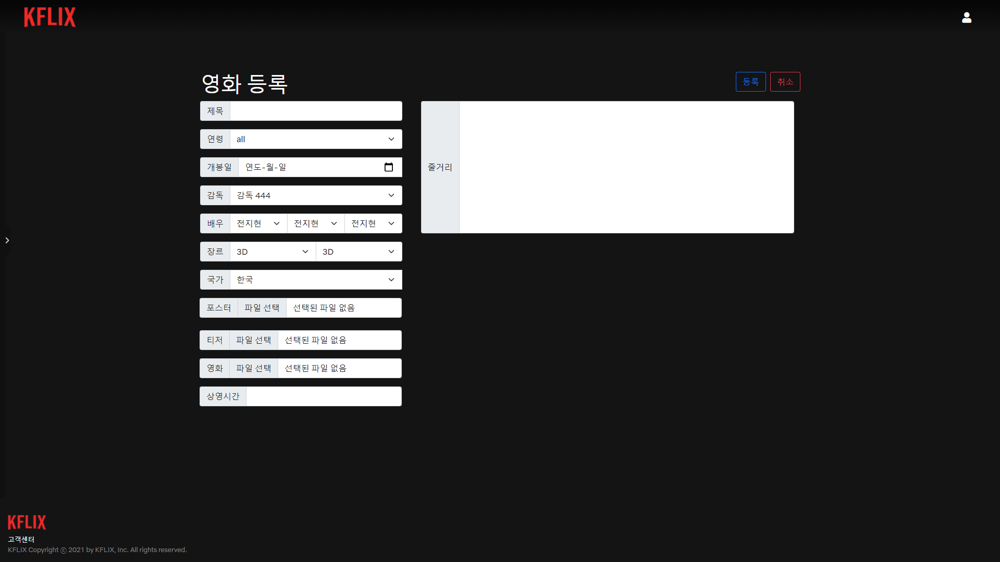 KFLIX
영화 등록
등록 취소
제목
연령 all
개봉일 연도-월-일
감독 감독 444
배우 전지현 전지현 전지현
장르 3D 3D
국가 한국
포스터 파일 선택 선택된 파일 없음
티저 파일 선택 선택된 파일 없음
영화 파일 선택 선택된 파일 없음
상영시간
줄거리
KFLIX
고객센터
KFLIX Copyright ⓒ 2021 by KFLIX, Inc. All rights reserved.